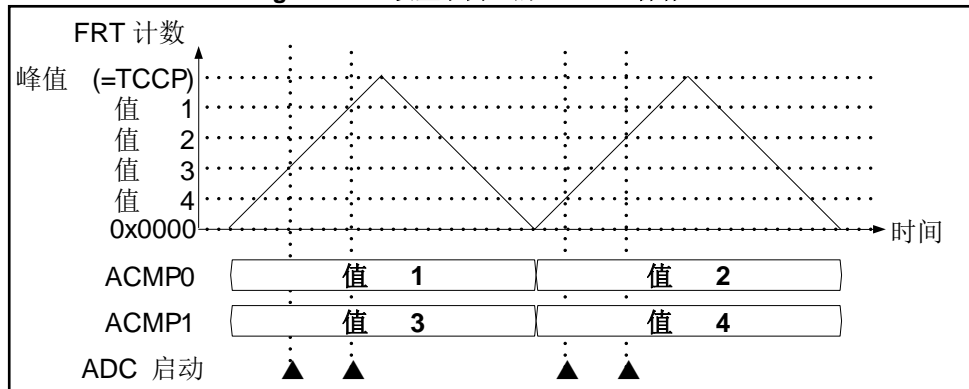 FRT 计数
峰值 (=TCCP)
值 1
值 2
值 3
值 4
0x0000
时间
ACMP0 值 1 值 2
ACMP1 值 3 值 4
ADC 启动